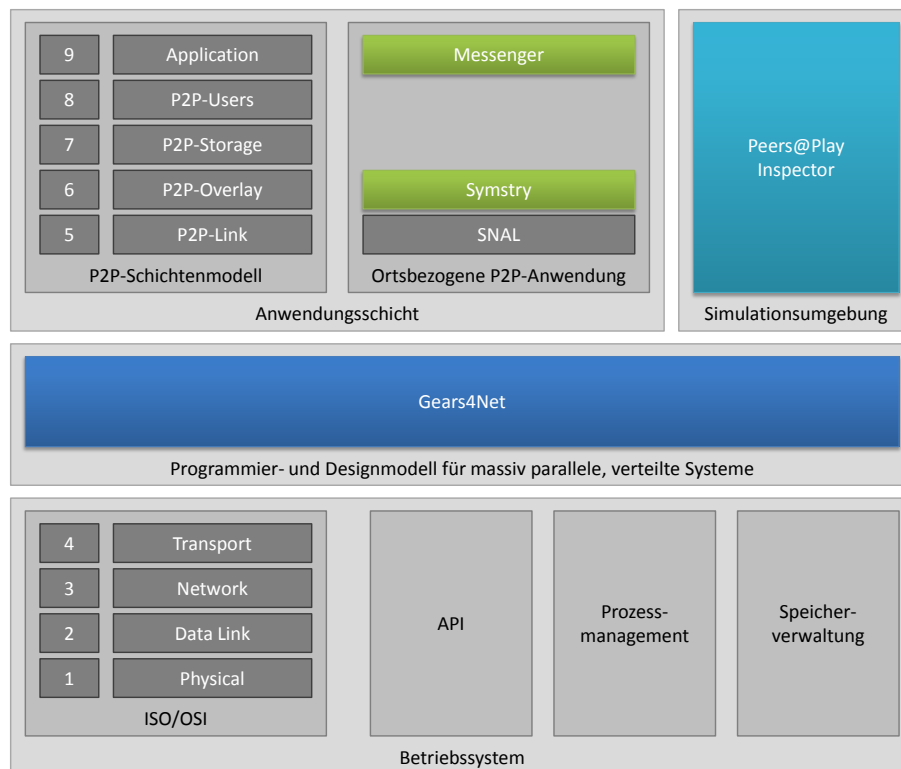 9 Application
8 P2P-Users
7 P2P-Storage
6 P2P-Overlay
5 P2P-Link
P2P-Schichtenmodell
Messenger
Symstry
SNAL
Ortsbezogene P2P-Anwendung
Anwendungsschicht
Peers@Play
Inspector
Simulationsumgebung
Gears4Net
Programmier- und Designmodell für massiv parallele, verteilte Systeme
4 Transport
3 Network
2 Data Link
1 Physical
ISO/OSI
API
Prozess-
management
Speicher-
verwaltung
Betriebssystem